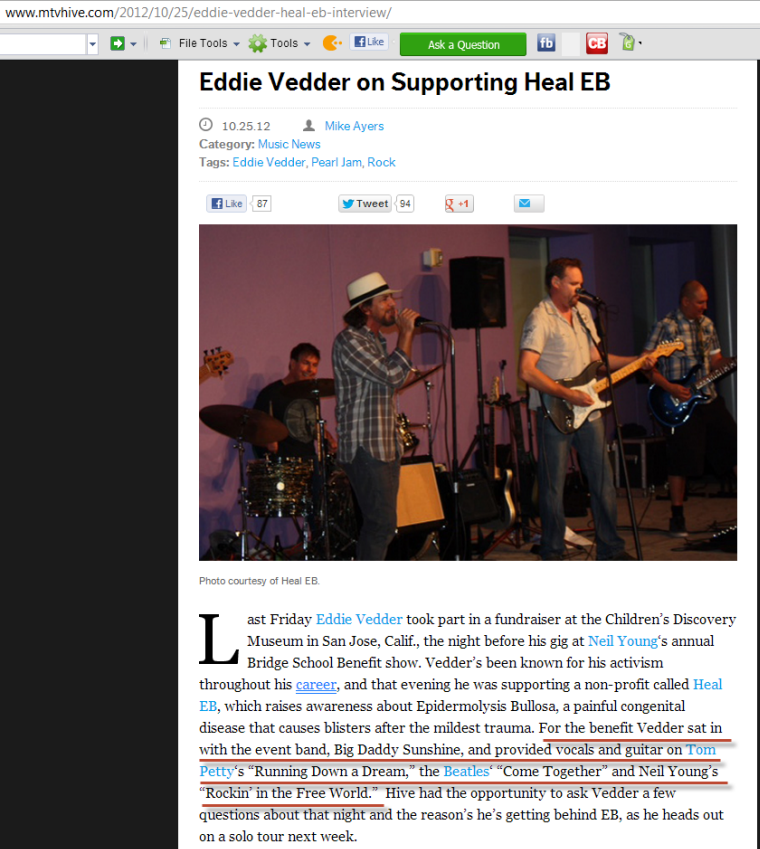 www.mtvhive.com/2012/10/25/eddie-vedder-heal-eb-interview/
File Tools Tools Like Ask a Question fb CB
Eddie Vedder on Supporting Heal EB
10.25.12 Mike Ayers
Category: Music News
Tags: Eddie Vedder, Pearl Jam, Rock
Like 87 Tweet 94 g +1
Photo courtesy of Heal EB.
Last Friday Eddie Vedder took part in a fundraiser at the Children’s Discovery
Museum in San Jose, Calif., the night before his gig at Neil Young‘s annual
Bridge School Benefit show. Vedder’s been known for his activism
throughout his career, and that evening he was supporting a non-profit called Heal
EB, which raises awareness about Epidermolysis Bullosa, a painful congenital
disease that causes blisters after the mildest trauma. For the benefit Vedder sat in
with the event band, Big Daddy Sunshine, and provided vocals and guitar on Tom
Petty‘s “Running Down a Dream,” the Beatles‘ “Come Together” and Neil Young’s
“Rockin’ in the Free World.” Hive had the opportunity to ask Vedder a few
questions about that night and the reason’s he’s getting behind EB, as he heads out
on a solo tour next week.